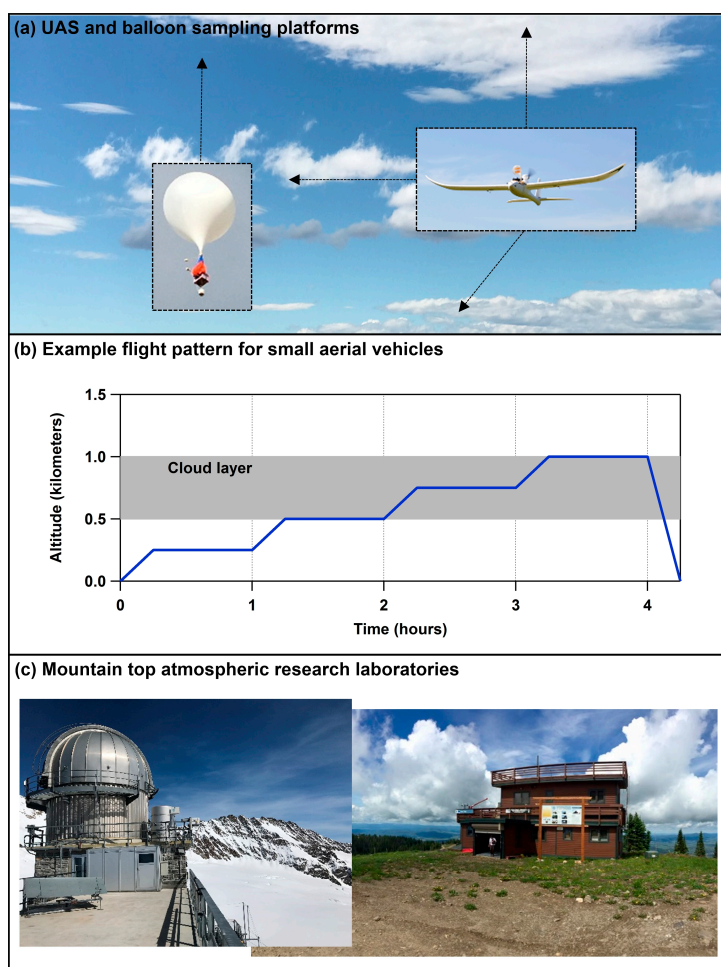 (a) UAS and balloon sampling platforms
(b) Example flight pattern for small aerial vehicles
1.5
1.0
0.5
0.0
Altitude (kilometers)
Cloud layer
0 1 2 3 4
Time (hours)
(c) Mountain top atmospheric research laboratories